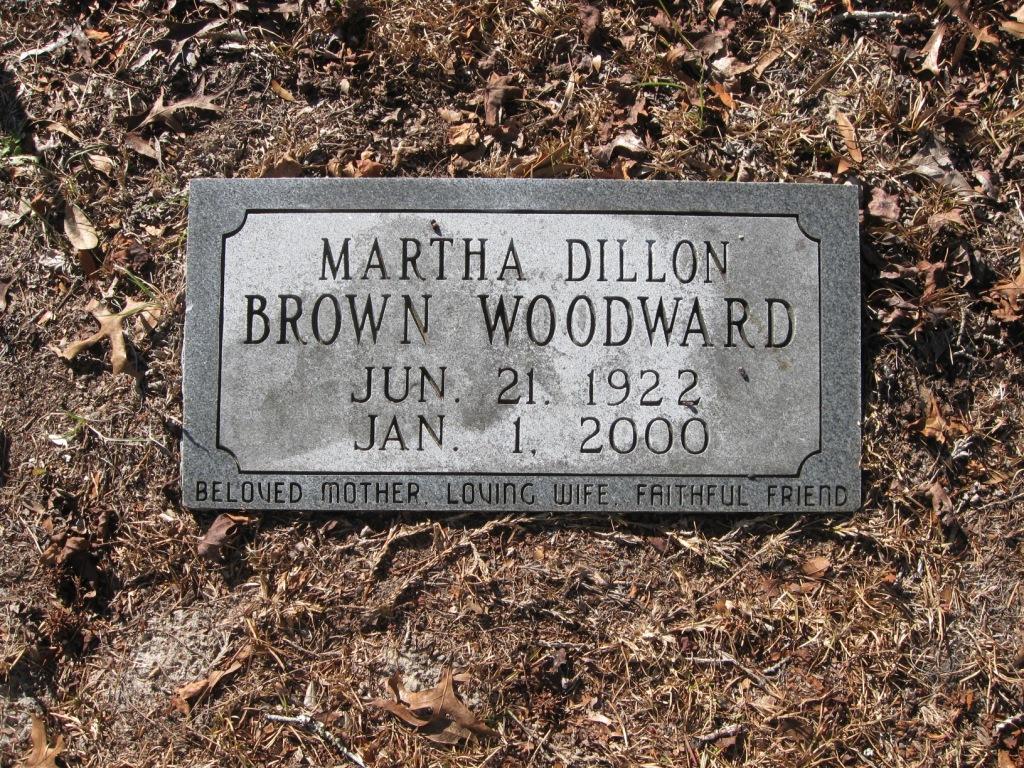 MARTHA DILLON
BROWN WOODWARD
JUN. 21. 1922
JAN. 1, 2000
BELOVED MOTHER. LOVING WIFE. FAITHFUL FRIEND